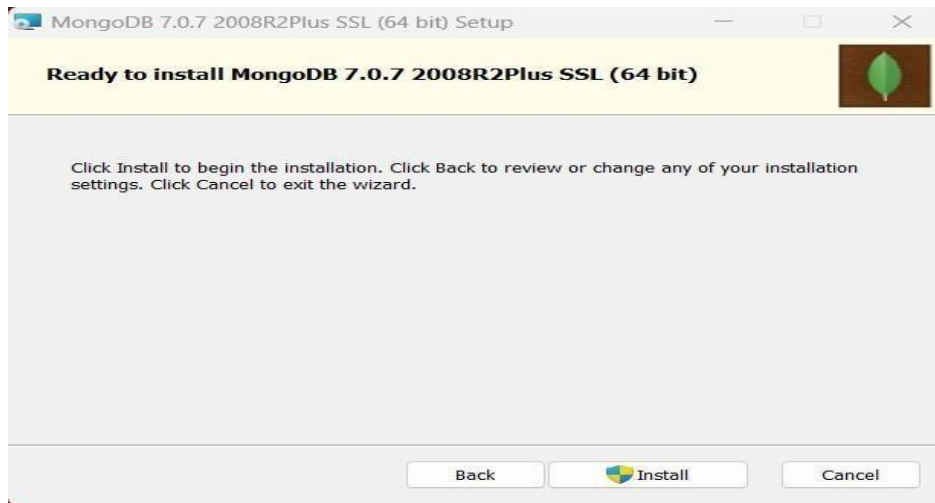 MongoDB 7.0.7 2008R2Plus SSL (64 bit) Setup
Ready to install MongoDB 7.0.7 2008R2Plus SSL (64 bit)
Click Install to begin the installation. Click Back to review or change any of your installation
settings. Click Cancel to exit the wizard.
Back
Install
Cancel